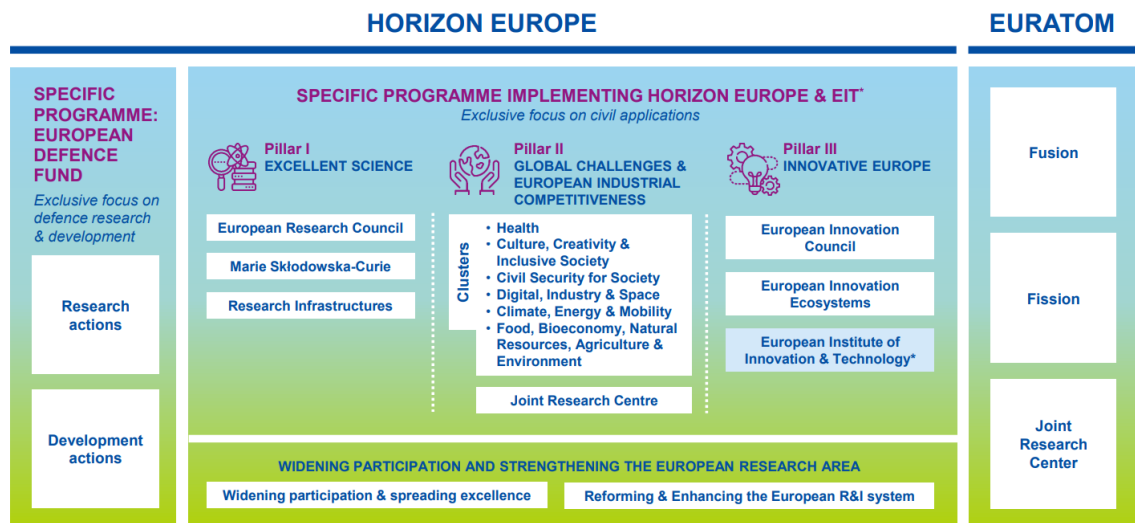 HORIZON EUROPE
EURATOM
SPECIFIC
PROGRAMME:
EUROPEAN
DEFENCE
FUND
Exclusive focus on
defence research
& development
Research
actions
Development
actions
SPECIFIC PROGRAMME IMPLEMENTING HORIZON EUROPE & EIT*
Exclusive focus on civil applications
Pillar I
EXCELLENT SCIENCE
European Research Council
Marie Skłodowska-Curie
Research Infrastructures
Pillar II
GLOBAL CHALLENGES &
EUROPEAN INDUSTRIAL
COMPETITIVENESS
Clusters
• Health
• Culture, Creativity &
Inclusive Society
• Civil Security for Society
• Digital, Industry & Space
• Climate, Energy & Mobility
• Food, Bioeconomy, Natural
Resources, Agriculture &
Environment
Joint Research Centre
Pillar III
INNOVATIVE EUROPE
European Innovation
Council
European Innovation
Ecosystems
European Institute of
Innovation & Technology*
WIDENING PARTICIPATION AND STRENGTHENING THE EUROPEAN RESEARCH AREA
Widening participation & spreading excellence
Reforming & Enhancing the European R&I system
Fusion
Fission
Joint
Research
Center